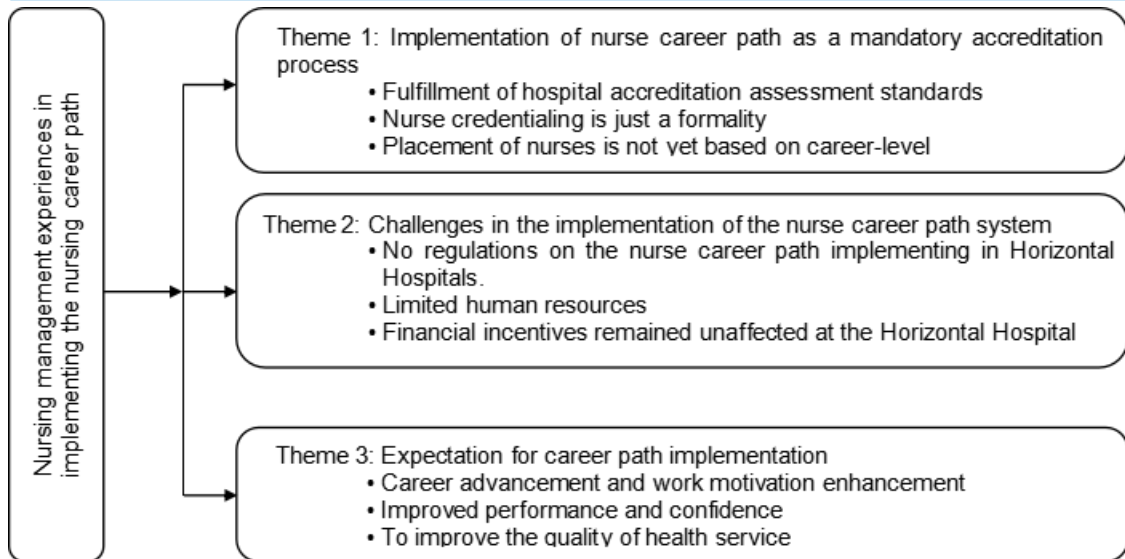 Nursing management experiences in
implementing the nursing career path
Theme 1: Implementation of nurse career path as a mandatory accreditation
process
• Fulfillment of hospital accreditation assessment standards
• Nurse credentialing is just a formality
• Placement of nurses is not yet based on career-level
Theme 2: Challenges in the implementation of the nurse career path system
• No regulations on the nurse career path implementing in Horizontal
Hospitals.
• Limited human resources
• Financial incentives remained unaffected at the Horizontal Hospital
Theme 3: Expectation for career path implementation
• Career advancement and work motivation enhancement
• Improved performance and confidence
• To improve the quality of health service